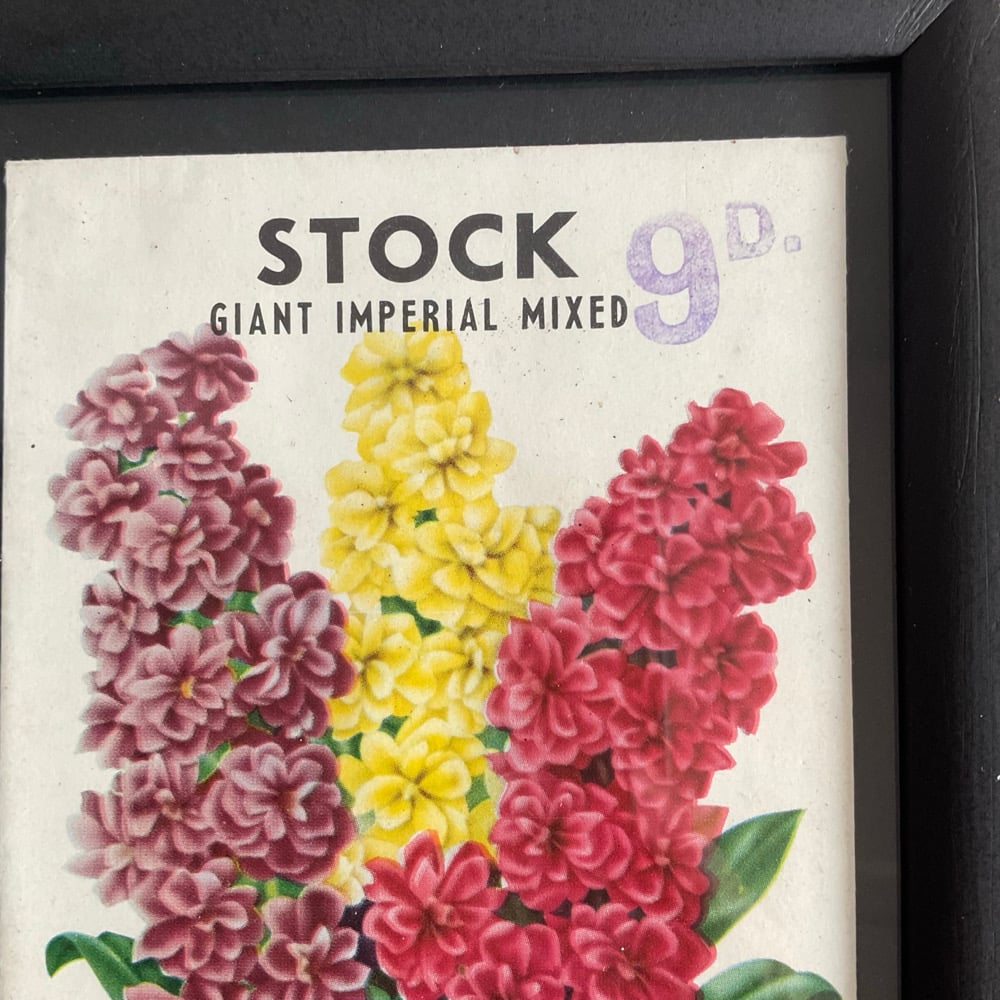 STOCK 9D.
GIANT IMPERIAL MIXED